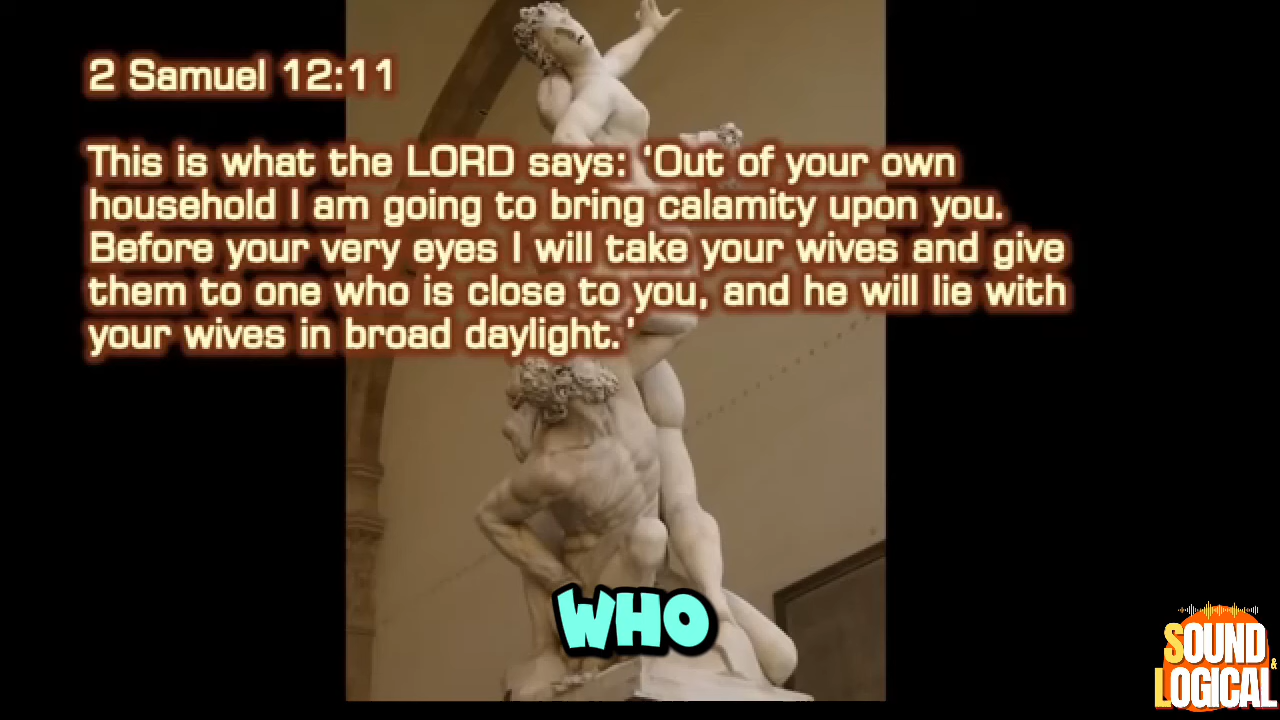 2 Samuel 12:11
This is what the LORD says: ‘Out of your own
household I am going to bring calamity upon you.
Before your very eyes I will take your wives and give
them to one who is close to you, and he will lie with
your wives in broad daylight.’
WHO
SOUND
&
LOGICAL